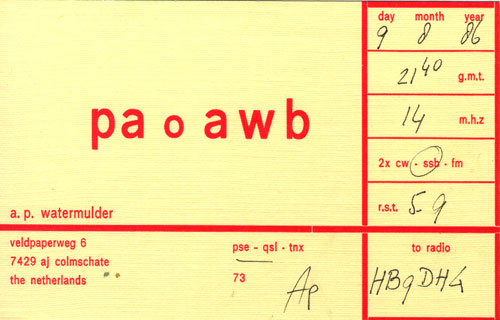 day month year
9 8 86
pa o awb
21 40 g.m.t.
14 m.h.z
2x cw - ssb - fm
r.s.t. 5-9
a. p. watermulder
veldpaperweg 6
7429 aj colmschate
the netherlands
pse - qsl - tnx
73
Ap
to radio
HB9DHG